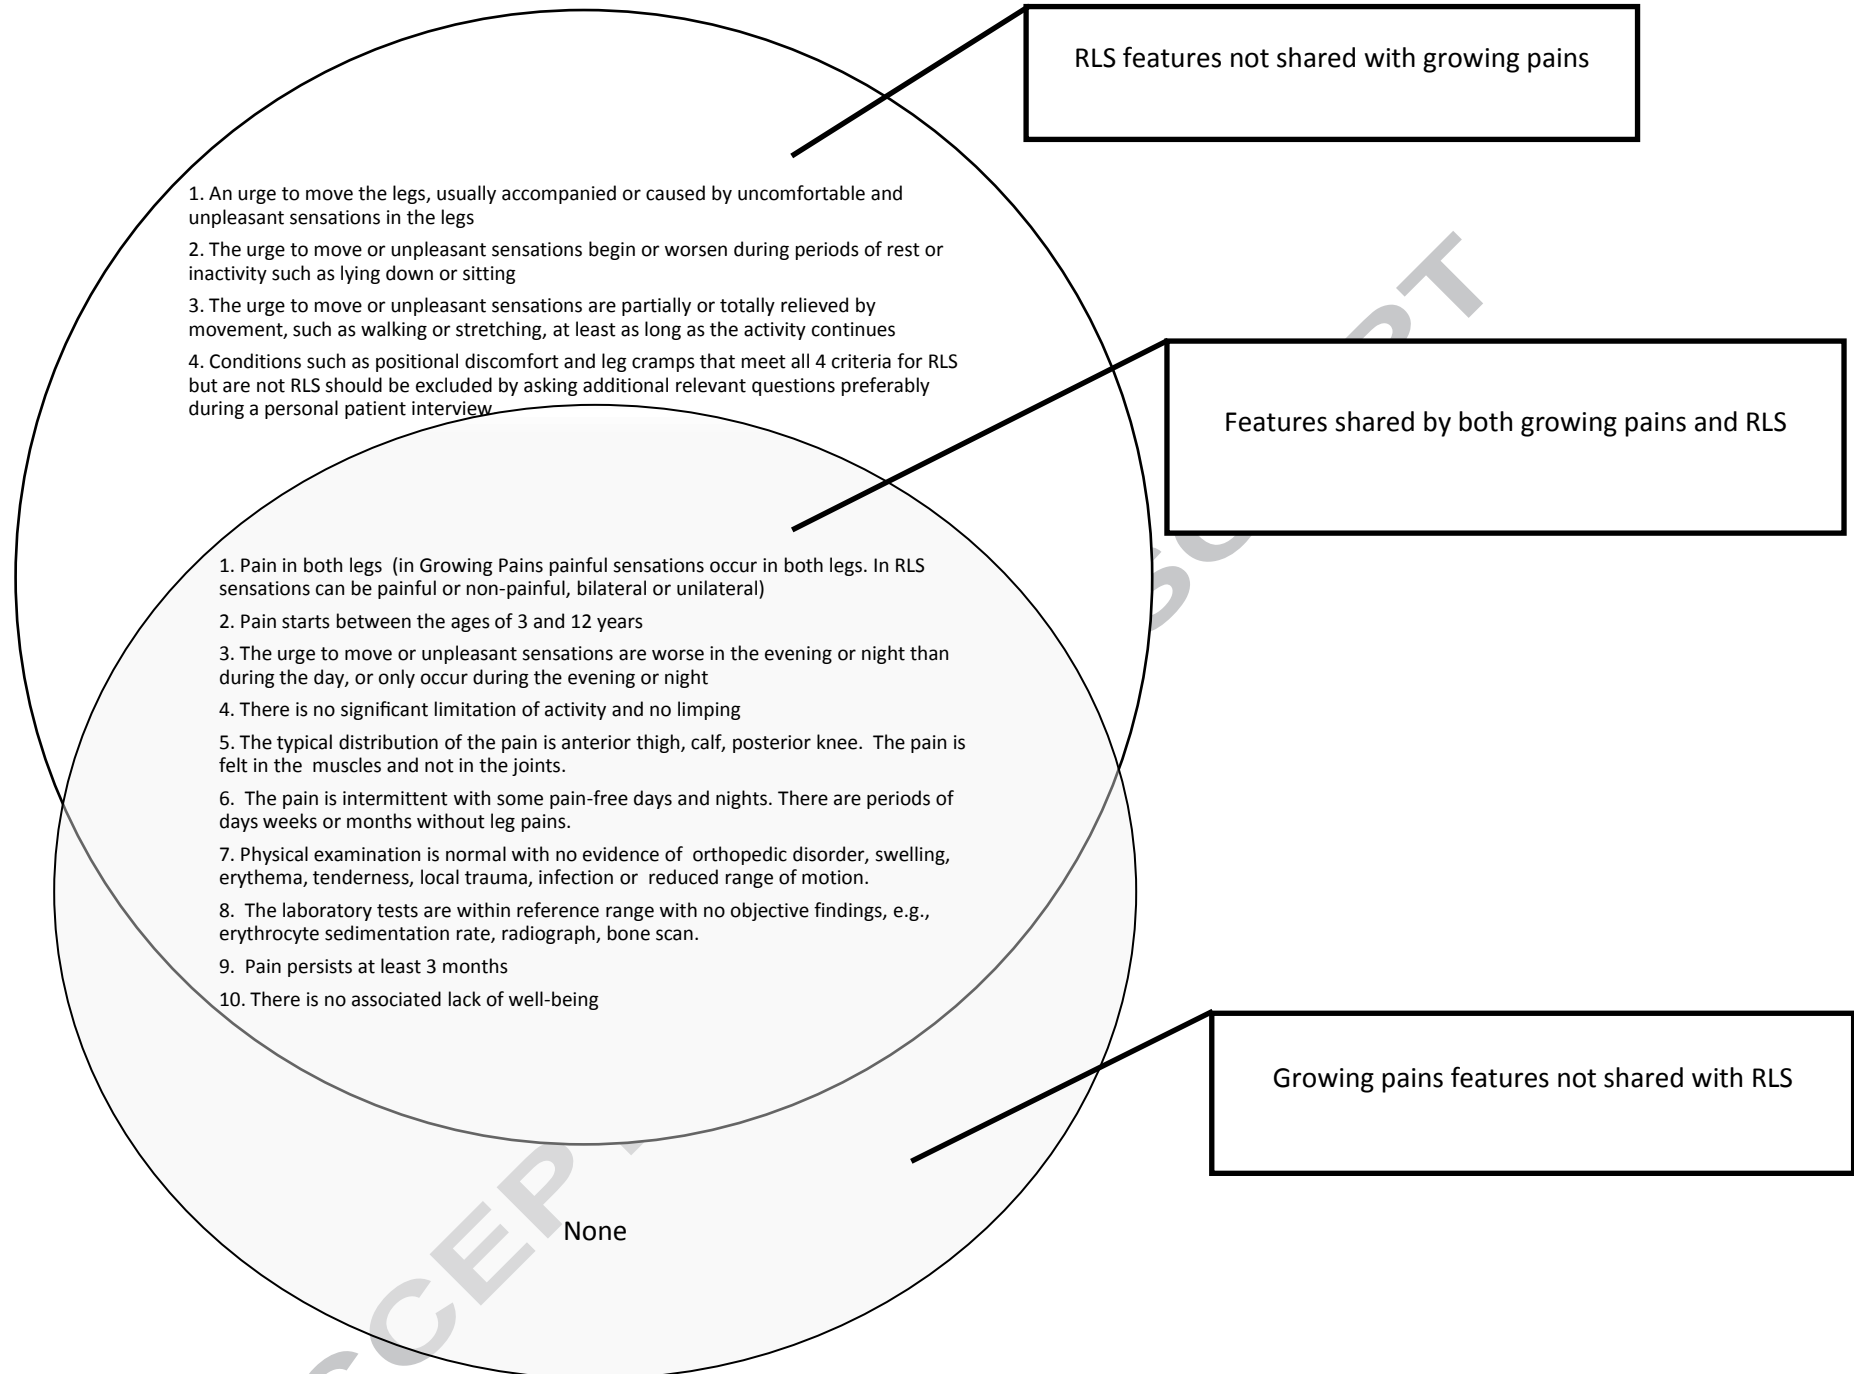 RLS features not shared with growing pains
1. An urge to move the legs, usually accompanied or caused by uncomfortable and
unpleasant sensations in the legs
2. The urge to move or unpleasant sensations begin or worsen during periods of rest or
inactivity such as lying down or sitting
3. The urge to move or unpleasant sensations are partially or totally relieved by
movement, such as walking or stretching, at least as long as the activity continues
4. Conditions such as positional discomfort and leg cramps that meet all 4 criteria for RLS
but are not RLS should be excluded by asking additional relevant questions preferably
during a personal patient interview
Features shared by both growing pains and RLS
1. Pain in both legs  (in Growing Pains painful sensations occur in both legs. In RLS
sensations can be painful or non-painful, bilateral or unilateral)
2. Pain starts between the ages of 3 and 12 years
3. The urge to move or unpleasant sensations are worse in the evening or night than
during the day, or only occur during the evening or night
4. There is no significant limitation of activity and no limping
5. The typical distribution of the pain is anterior thigh, calf, posterior knee.  The pain is
felt in the  muscles and not in the joints.
6.  The pain is intermittent with some pain-free days and nights. There are periods of
days weeks or months without leg pains.
7. Physical examination is normal with no evidence of  orthopedic disorder, swelling,
erythema, tenderness, local trauma, infection or  reduced range of motion.
8.  The laboratory tests are within reference range with no objective findings, e.g.,
erythrocyte sedimentation rate, radiograph, bone scan.
9.  Pain persists at least 3 months
10. There is no associated lack of well-being
Growing pains features not shared with RLS
None